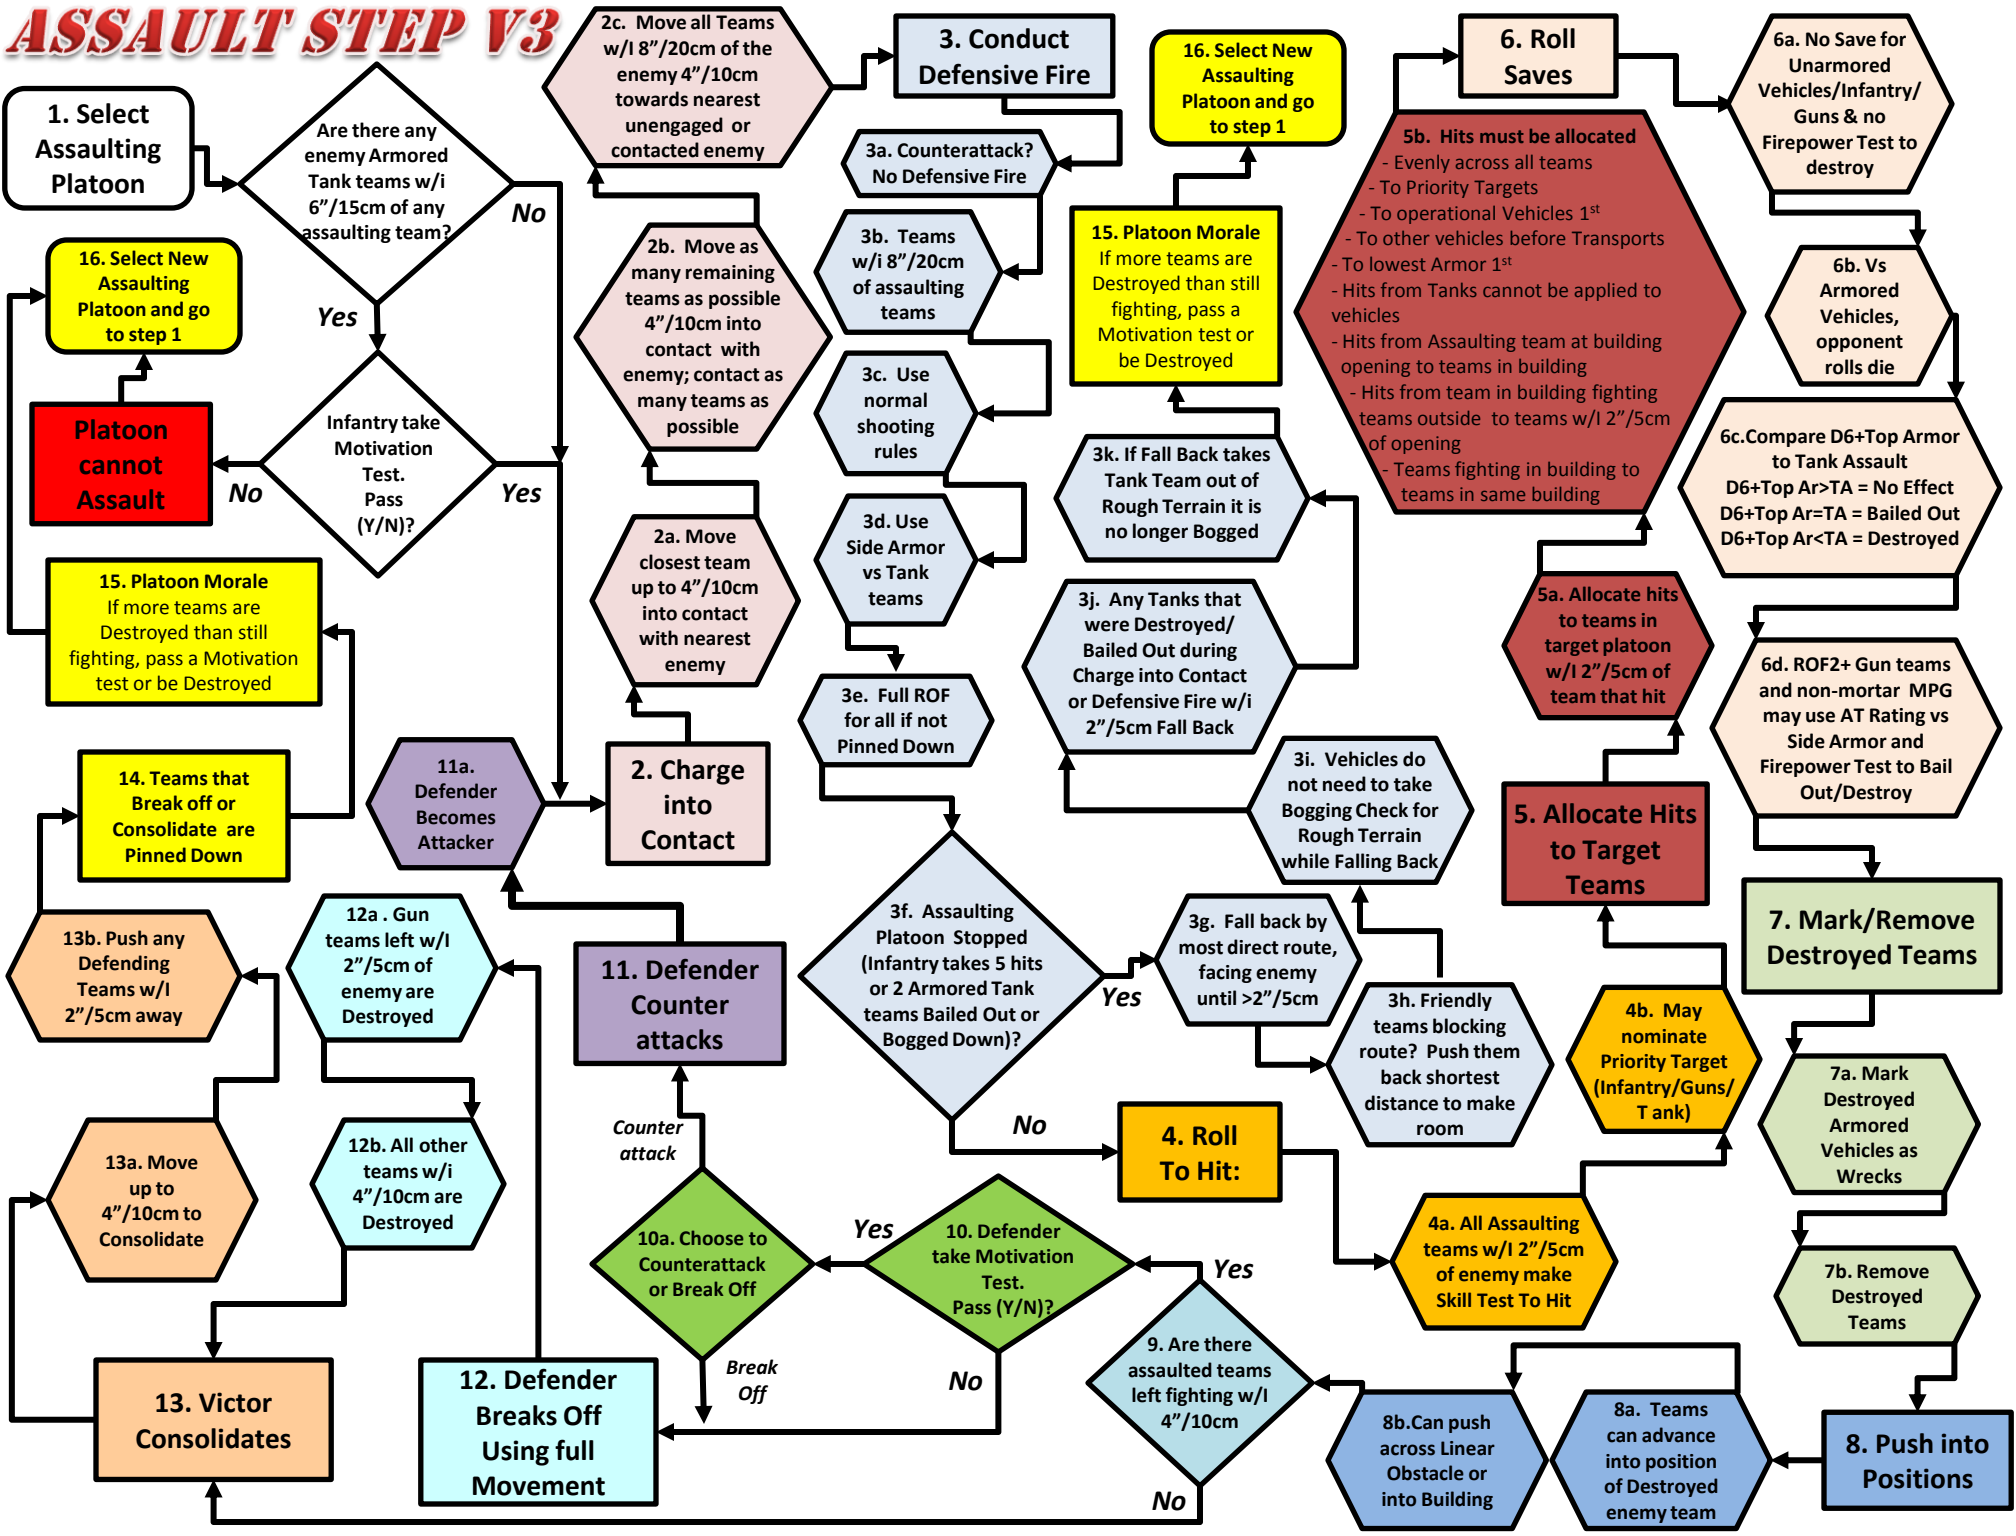 ASSAULT STEP V3
1. Select
Assaulting
Platoon
Are there any
enemy Armored
Tank teams w/i
6”/15cm of any
assaulting team?
No
Yes
Infantry take
Motivation
Test.
Pass
(Y/N)?
No
Yes
Platoon
cannot
Assault
16. Select New
Assaulting
Platoon and go
to step 1
15. Platoon Morale
If more teams are
Destroyed than still
fighting, pass a Motivation
test or be Destroyed
14. Teams that
Break off or
Consolidate are
Pinned Down
13b. Push any
Defending
Teams w/I
2”/5cm away
13a. Move
up to
4”/10cm to
Consolidate
13. Victor
Consolidates
12a . Gun
teams left w/I
2”/5cm of
enemy are
Destroyed
12b. All other
teams w/i
4”/10cm are
Destroyed
12. Defender
Breaks Off
Using full
Movement
11a.
Defender
Becomes
Attacker
11. Defender
Counter
attacks
Counter
attack
10a. Choose to
Counterattack
or Break Off
Break
Off
Yes
10. Defender
take Motivation
Test.
Pass (Y/N)?
No
Yes
9. Are there
assaulted teams
left fighting w/I
4”/10cm
No
2. Charge
into
Contact
2a. Move
closest team
up to 4”/10cm
into contact
with nearest
enemy
2b. Move as
many remaining
teams as possible
4”/10cm into
contact with
enemy; contact as
many teams as
possible
2c. Move all Teams
w/I 8”/20cm of the
enemy 4”/10cm
towards nearest
unengaged or
contacted enemy
3. Conduct
Defensive Fire
3a. Counterattack?
No Defensive Fire
3b. Teams
w/i 8”/20cm
of assaulting
teams
3c. Use
normal
shooting
rules
3d. Use
Side Armor
vs Tank
teams
3e. Full ROF
for all if not
Pinned Down
3f. Assaulting
Platoon Stopped
(Infantry takes 5 hits
or 2 Armored Tank
teams Bailed Out or
Bogged Down)?
Yes
No
3g. Fall back by
most direct route,
facing enemy
until >2”/5cm
3h. Friendly
teams blocking
route? Push them
back shortest
distance to make
room
3i. Vehicles do
not need to take
Bogging Check for
Rough Terrain
while Falling Back
3j. Any Tanks that
were Destroyed/
Bailed Out during
Charge into Contact
or Defensive Fire w/i
2”/5cm Fall Back
3k. If Fall Back takes
Tank Team out of
Rough Terrain it is
no longer Bogged
15. Platoon Morale
If more teams are
Destroyed than still
fighting, pass a
Motivation test or
be Destroyed
16. Select New
Assaulting
Platoon and go
to step 1
4. Roll
To Hit:
4a. All Assaulting
teams w/I 2”/5cm
of enemy make
Skill Test To Hit
4b. May
nominate
Priority Target
(Infantry/Guns/
T ank)
5. Allocate Hits
to Target
Teams
5a. Allocate hits
to teams in
target platoon
w/I 2”/5cm of
team that hit
5b. Hits must be allocated
- Evenly across all teams
- To Priority Targets
- To operational Vehicles 1st
- To other vehicles before Transports
- To lowest Armor 1st
- Hits from Tanks cannot be applied to
vehicles
- Hits from Assaulting team at building
opening to teams in building
- Hits from team in building fighting
teams outside to teams w/I 2”/5cm
of opening
- Teams fighting in building to
teams in same building
6. Roll
Saves
6a. No Save for
Unarmored
Vehicles/Infantry/
Guns & no
Firepower Test to
destroy
6b. Vs
Armored
Vehicles,
opponent
rolls die
6c.Compare D6+Top Armor
to Tank Assault
D6+Top Ar>TA = No Effect
D6+Top Ar=TA = Bailed Out
D6+Top Ar<TA = Destroyed
6d. ROF2+ Gun teams
and non-mortar MPG
may use AT Rating vs
Side Armor and
Firepower Test to Bail
Out/Destroy
7. Mark/Remove
Destroyed Teams
7a. Mark
Destroyed
Armored
Vehicles as
Wrecks
7b. Remove
Destroyed
Teams
8. Push into
Positions
8a. Teams
can advance
into position
of Destroyed
enemy team
8b.Can push
across Linear
Obstacle or
into Building